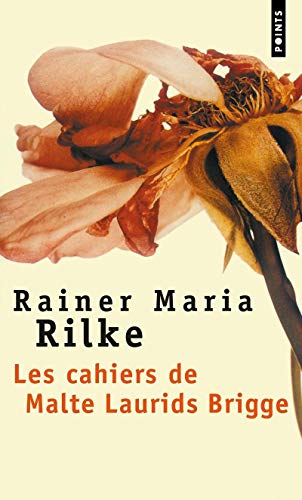 POINTS
Rainer Maria
Rilke
Les cahiers de
Malte Laurids Brigge